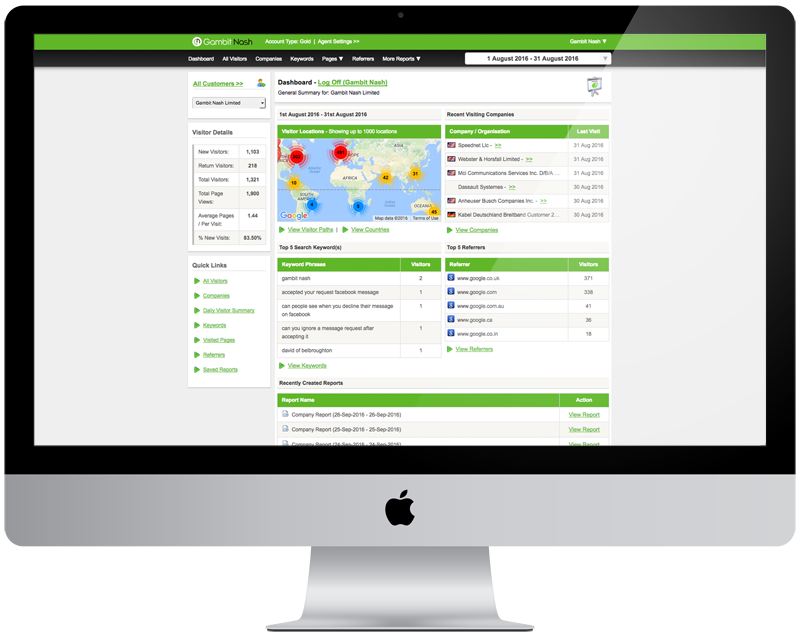 Gambit Nash
Account Type: Gold | Agent Settings >>
Gambit Nash ▼
Dashboard
All Visitors
Companies
Keywords
Pages ▼
Referrers
More Reports ▼
1 August 2016 - 31 August 2016
All Customers >>
Gambit Nash Limited
Dashboard - Log Off (Gambit Nash)
General Summary for: Gambit Nash Limited
Visitor Details
New Visitors: 1,103
Return Visitors: 218
Total Visitors: 1,321
Total Page
Views: 1,900
Average Pages
/ Per Visit: 1.44
% New Visits: 83.50%
Quick Links
All Visitors
Companies
Daily Visitor Summary
Keywords
Visited Pages
Referrers
Saved Reports
1st August 2016 - 31st August 2016
Visitor Locations - Showing up to 1000 locations
ASIA
AFRICA
SOUTH
AMERICA
OCEANIA
Atlantic
Ocean
Indian
Ocean
10
42
31
4
5
45
Google
Map data ©2016
Terms of Use
View Visitor Paths |
View Countries
Recent Visiting Companies
Company / Organisation Last Visit
Speednet Llc - >> 31 Aug 2016
Webster & Horsfall Limited - >> 31 Aug 2016
Mci Communications Services Inc. D/B/A ... 30 Aug 2016
Dassault Systemes - >> 30 Aug 2016
Anheuser Busch Companies Inc. - >> 30 Aug 2016
Kabel Deutschland Breitband Customer 2... 30 Aug 2016
View Companies
Top 5 Search Keyword(s)
Keyword Phrases Visitors
gambit nash 2
accepted your request facebook message 1
can people see when you decline their message
on facebook 1
can you ignore a message request after
accepting it 1
david of belbroughton 1
View Keywords
Top 5 Referrers
Referrer Visitors
www.google.co.uk 371
www.google.com 338
www.google.com.au 41
www.google.ca 36
www.google.co.in 18
View Referrers
Recently Created Reports
Report Name Action
Company Report (26-Sep-2016 - 26-Sep-2016) View Report
Company Report (25-Sep-2016 - 25-Sep-2016) View Report
Company Report (24-Sep-2016 - 24-Sep-2016) View Report